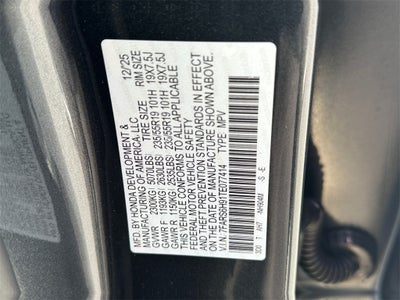 MFD. BY HONDA DEVELOPMENT & 12/25
MANUFACTURING OF AMERICA, LLC
TIRE SIZE RIM SIZE
GVWR 2300KG 5070LBS
GAWR F 1193KG 2630LBS 235/55R19 101H 19X7.5J
GAWR R 1150KG 2535LBS 235/55R19 101H 19X7.5J
THIS VEHICLE CONFORMS TO ALL APPLICABLE
FEDERAL MOTOR VEHICLE SAFETY
AND THEFT PREVENTION STANDARDS IN EFFECT
ON THE DATE OF MANUFACTURE SHOWN ABOVE.
V.I.N.: TYPE: MPV
NH904M -S -E